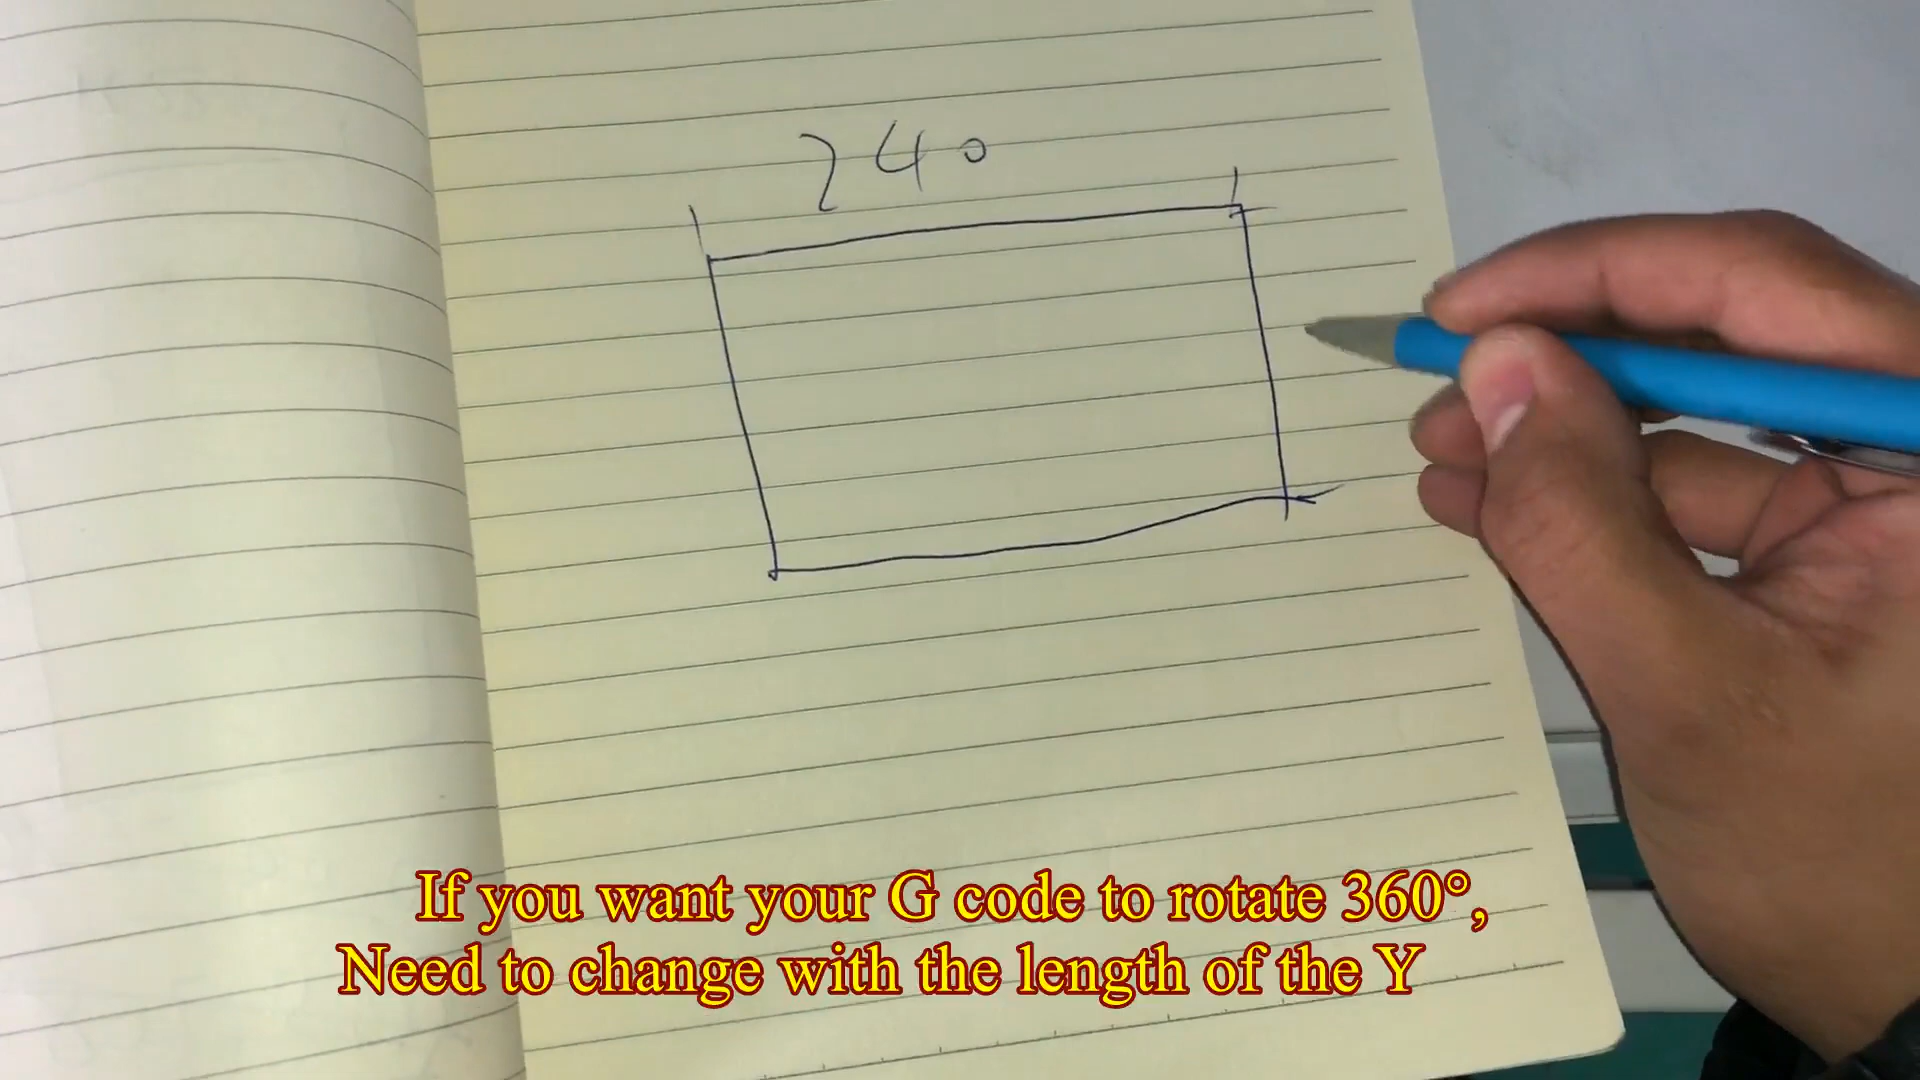 240
If you want your G code to rotate 360°,
Need to change with the length of the Y